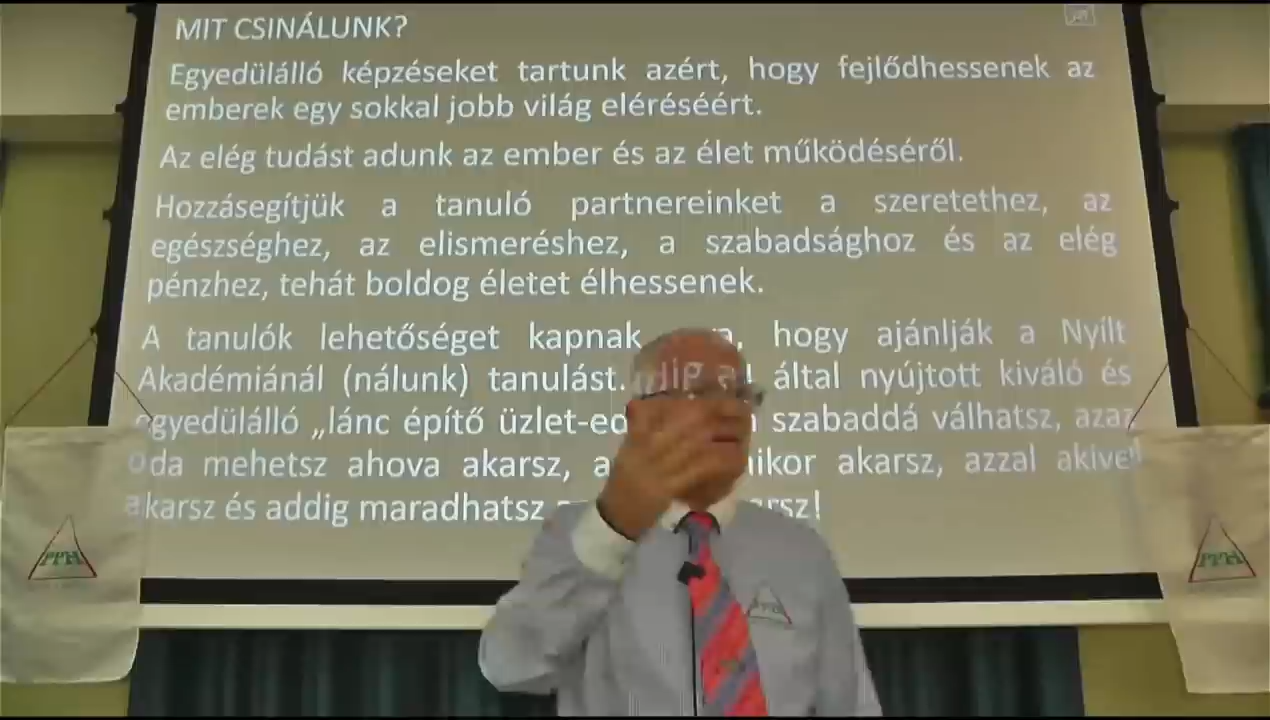 MIT CSINÁLUNK?
Egyedülálló képzéseket tartunk azért, hogy fejlődhessenek az
emberek egy sokkal jobb világ eléréséért.
Az elég tudást adunk az ember és az élet működéséről.
Hozzásegítjük a tanuló partnereinket a szeretethez, az
egészséghez, az elismeréshez, a szabadsághoz és az elég
pénzhez, tehát boldog életet élhessenek.
A tanulók lehetőséget kapnak hogy ajánlják a Nyílt
Akadémiánál (nálunk) tanulást. által nyújtott kiváló és
egyedülálló „lánc építő szabaddá válhatsz, azaz
oda mehetsz ahova akarsz, akarsz, azzal akivel
akarsz és addig maradhatsz
PPH
PPH
PPH